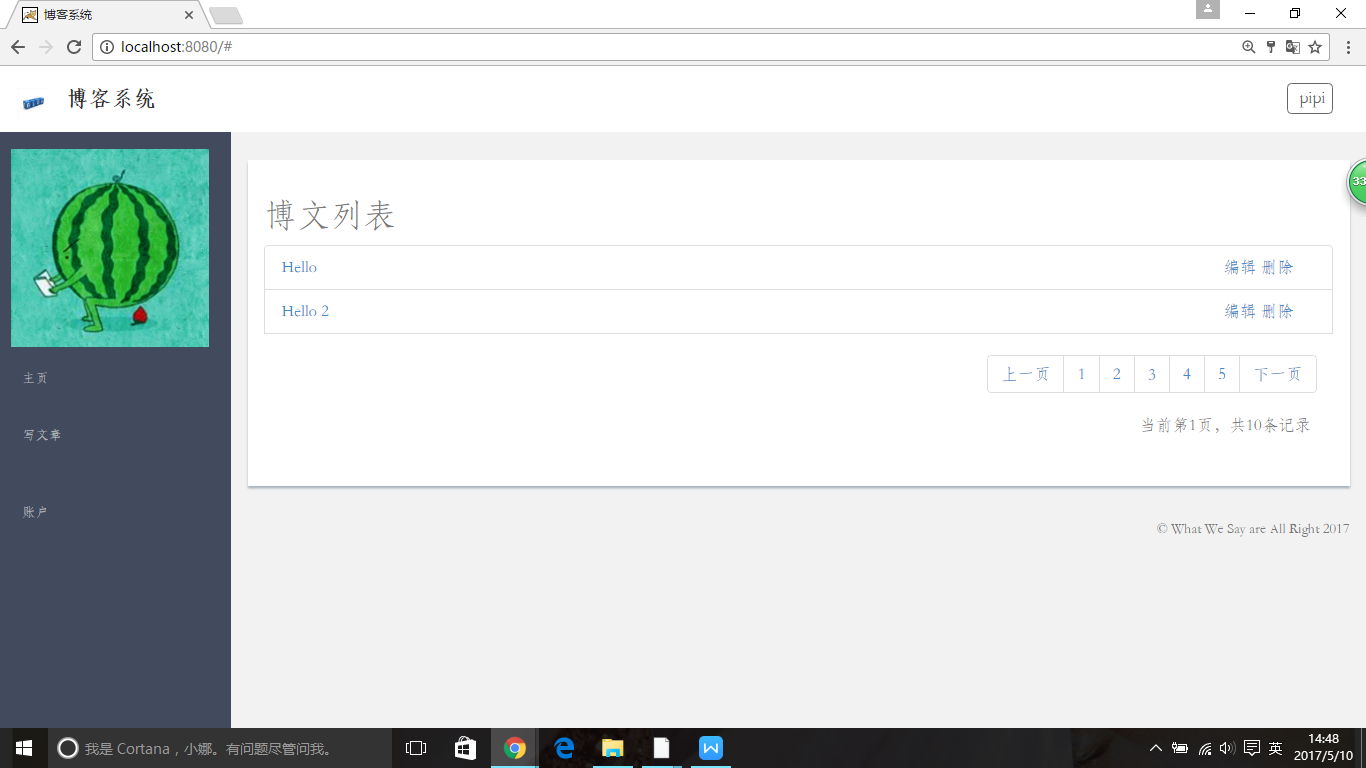 博客系统
localhost:8080/#
博客系统
pipi
33
博文列表
Hello 编辑 删除
Hello 2 编辑 删除
上一页 1 2 3 4 5 下一页
当前第1页，共10条记录
主页
写文章
账户
© What We Say are All Right 2017
我是 Cortana，小娜。有问题尽管问我。
英
14:48
2017/5/10